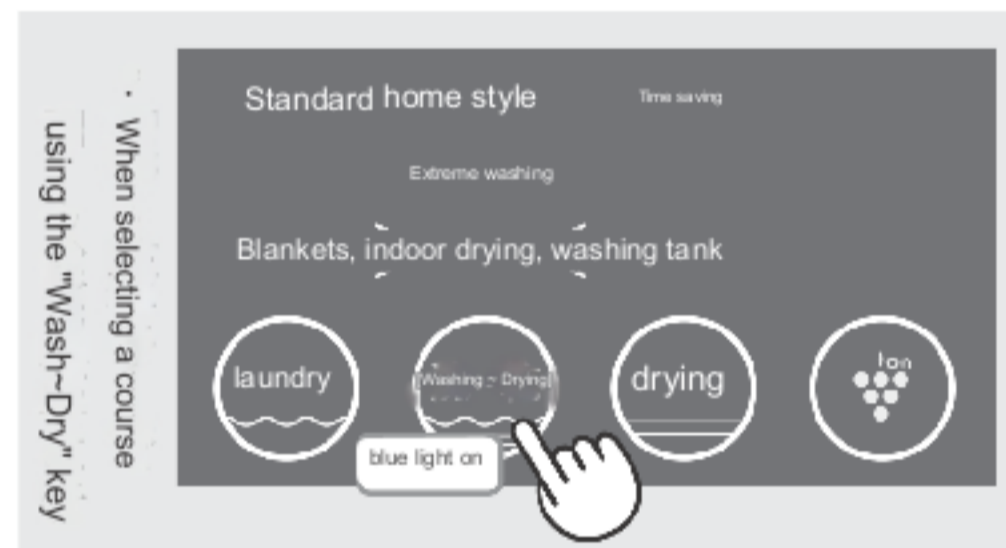 • When selecting a course
using the "Wash~Dry" key
Standard home style
Time saving
Extreme washing
Blankets, indoor drying, washing tank
laundry
Washing ~ Drying
drying
Ion
blue light on